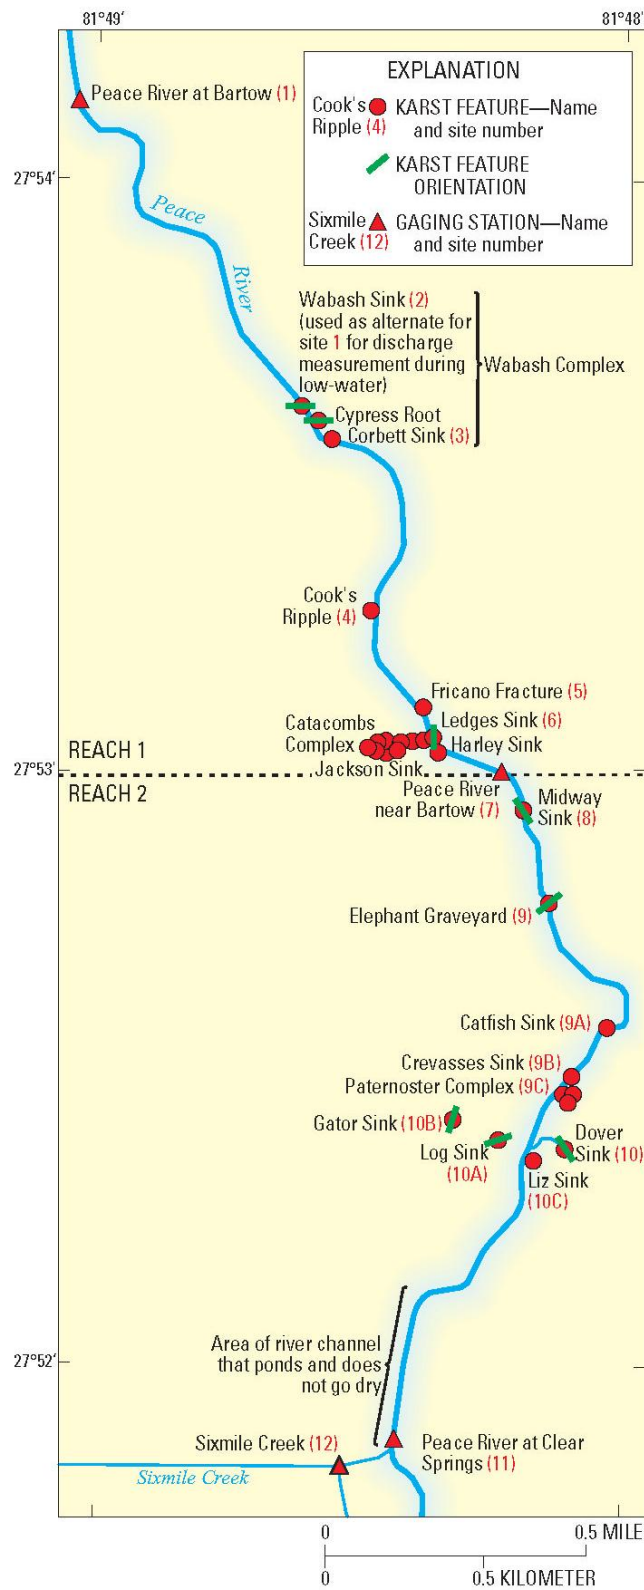 81°49′
81°48′
EXPLANATION
Cook's
Ripple (4)
KARST FEATURE—Name
and site number
KARST FEATURE
ORIENTATION
Sixmile
Creek (12)
GAGING STATION—Name
and site number
Peace River at Bartow (1)
27°54′
Peace
River
Wabash Sink (2)
(used as alternate for
site 1 for discharge
measurement during
low-water)
Wabash Complex
Cypress Root
Corbett Sink (3)
Cook's
Ripple (4)
Fricano Fracture (5)
Ledges Sink (6)
Catacombs
Complex
Harley Sink
Jackson Sink
REACH 1
27°53′
REACH 2
Peace River
near Bartow (7)
Midway
Sink (8)
Elephant Graveyard (9)
Catfish Sink (9A)
Crevasses Sink (9B)
Paternoster Complex (9C)
Gator Sink (10B)
Log Sink
(10A)
Dover
Sink (10)
Liz Sink
(10C)
27°52′
Area of river channel
that ponds and does
not go dry
Sixmile Creek (12)
Peace River at Clear
Springs (11)
Sixmile Creek
0 0.5 MILE
0 0.5 KILOMETER